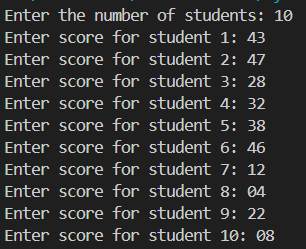 Enter the number of students: 10
Enter score for student 1: 43
Enter score for student 2: 47
Enter score for student 3: 28
Enter score for student 4: 32
Enter score for student 5: 38
Enter score for student 6: 46
Enter score for student 7: 12
Enter score for student 8: 04
Enter score for student 9: 22
Enter score for student 10: 08